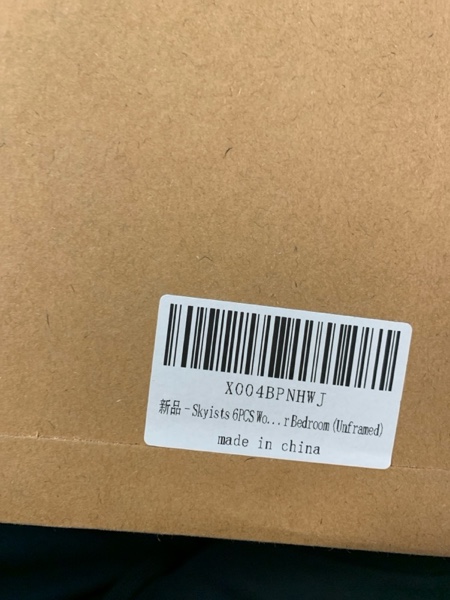 X004BPNHWJ
新品 - Skyists 6PCS Wo...r Bedroom (Unframed)
made in china